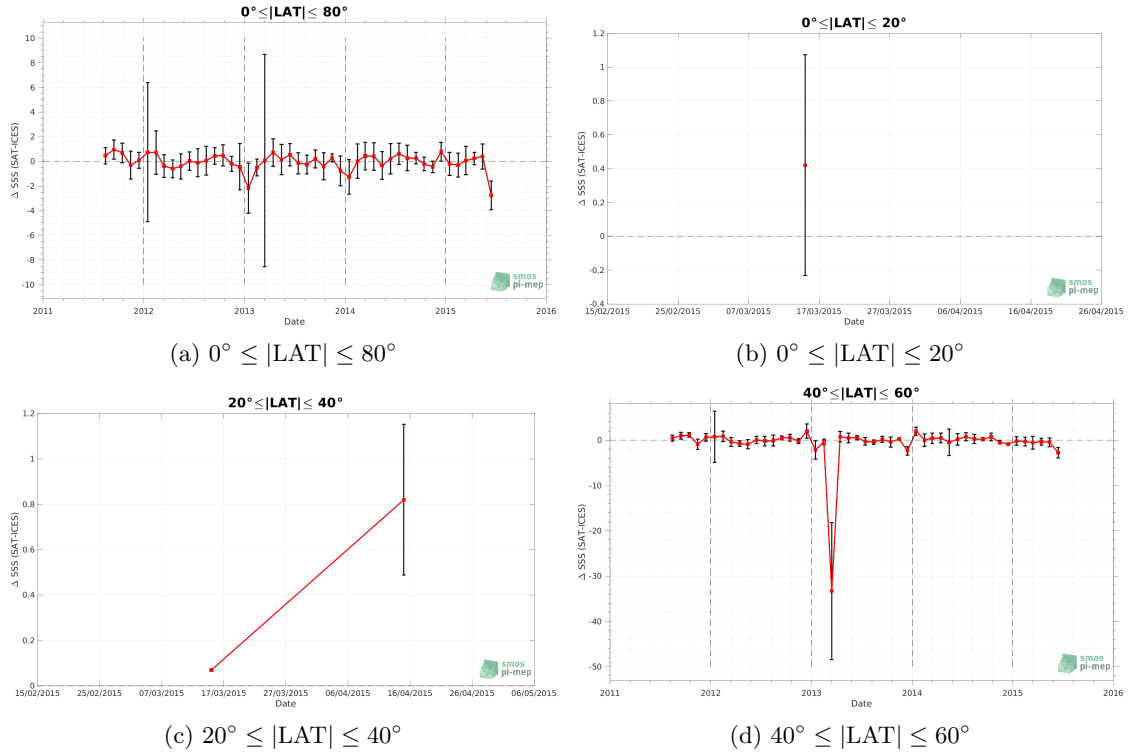 0°≤|LAT|≤ 80°
Δ SSS (SAT-ICES)
10
8
6
4
2
0
-2
-4
-6
-8
-10
2011 2012 2013 2014 2015 2016
Date
smos
pi-mep
(a) 0° ≤ |LAT| ≤ 80°
0°≤|LAT|≤ 20°
Δ SSS (SAT-ICES)
1.2
1
0.8
0.6
0.4
0.2
0
-0.2
-0.4
15/02/2015 25/02/2015 07/03/2015 17/03/2015 27/03/2015 06/04/2015 16/04/2015 26/04/2015
Date
smos
pi-mep
(b) 0° ≤ |LAT| ≤ 20°
20°≤|LAT|≤ 40°
Δ SSS (SAT-ICES)
1.2
1
0.8
0.6
0.4
0.2
0
15/02/2015 25/02/2015 07/03/2015 17/03/2015 27/03/2015 06/04/2015 16/04/2015 26/04/2015 06/05/2015
Date
smos
pi-mep
(c) 20° ≤ |LAT| ≤ 40°
40°≤|LAT|≤ 60°
Δ SSS (SAT-ICES)
0
-10
-20
-30
-40
-50
2011 2012 2013 2014 2015 2016
Date
smos
pi-mep
(d) 40° ≤ |LAT| ≤ 60°